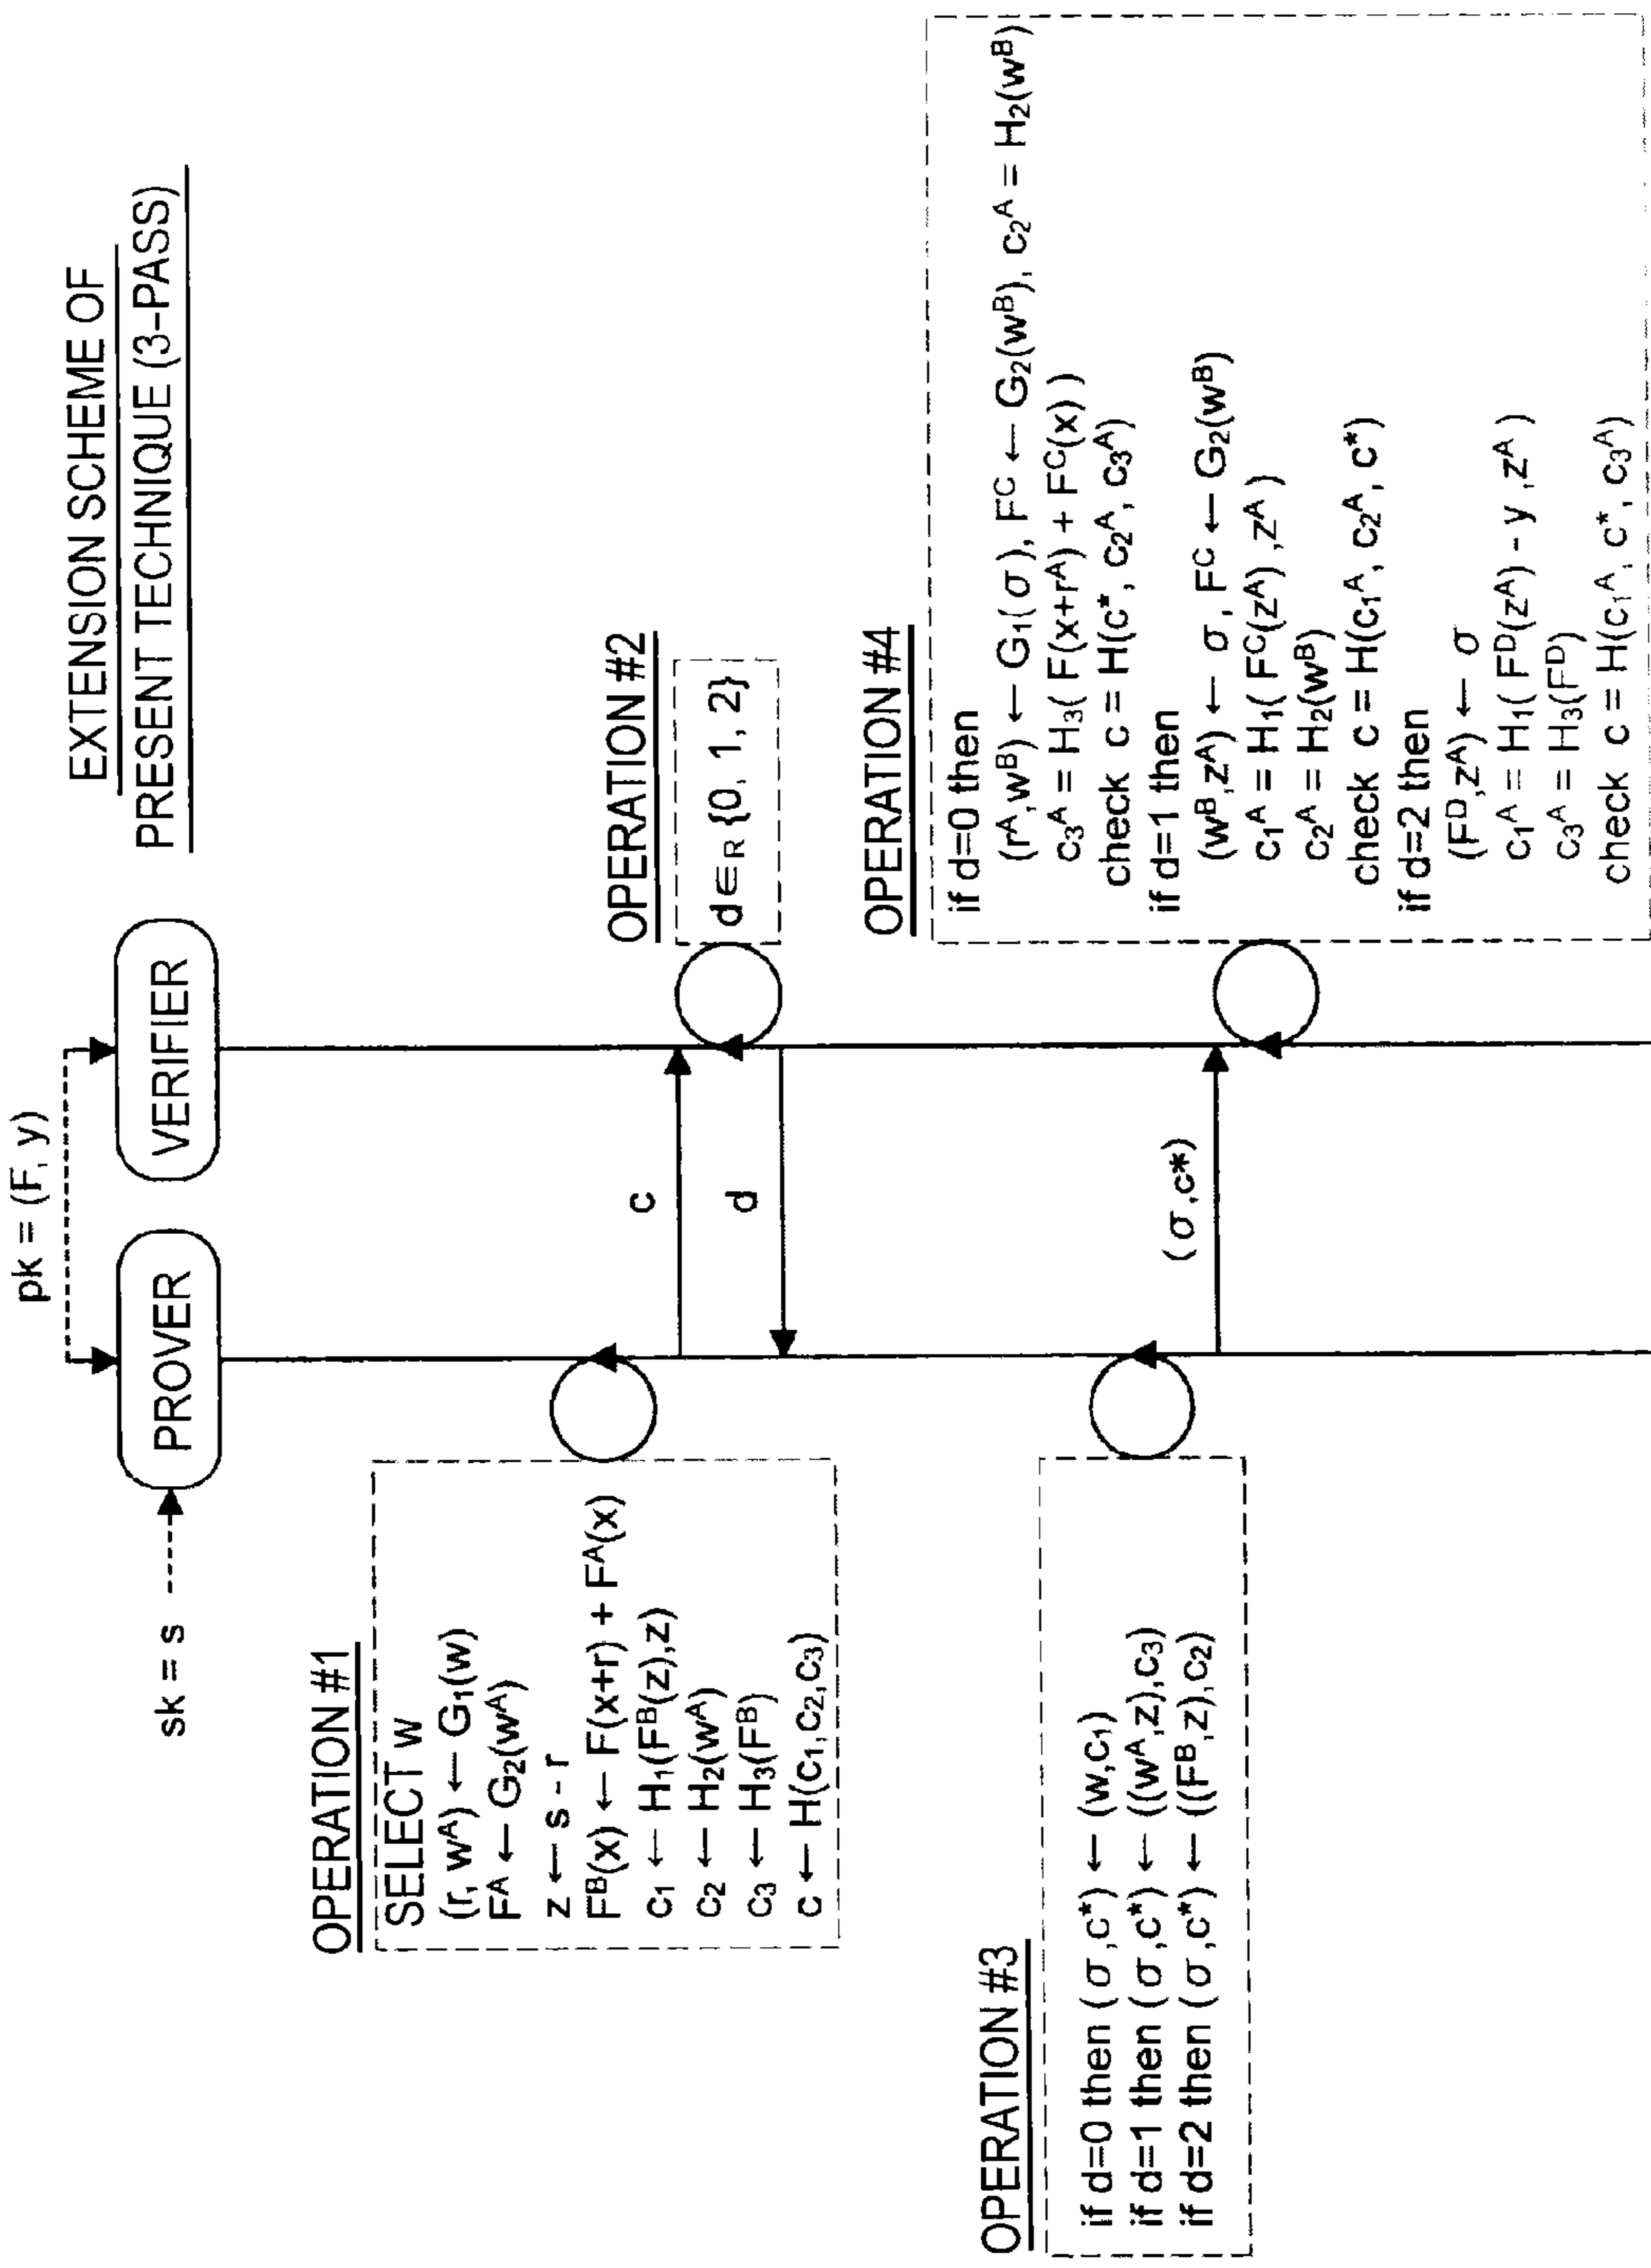 EXTENSION SCHEME OF
PRESENT TECHNIQUE (3-PASS)
pk = (F, y)
sk = s
PROVER
VERIFIER
OPERATION #1
SELECT w
(r, w^A) ← G₁(w)
F^A ← G₂(w^A)
z ← s - r
F^B(x) ← F(x+r) + F^A(x)
c₁ ← H₁(F^B(z),z)
c₂ ← H₂(w^A)
c₃ ← H₃(F^B)
c ← H(c₁,c₂,c₃)
c
OPERATION #2
d ∈_R {0, 1, 2}
d
OPERATION #3
if d=0 then (σ,c*) ← (w,c₁)
if d=1 then (σ,c*) ← ((w^A,z),c₃)
if d=2 then (σ,c*) ← ((F^B,z),c₂)
(σ,c*)
OPERATION #4
if d=0 then
(r^A,w^B) ← G₁(σ), F^C ← G₂(w^B), c₂^A = H₂(w^B)
c₃^A = H₃( F(x+r^A) + F^C(x) )
check c = H(c*, c₂^A, c₃^A)
if d=1 then
(w^B,z^A) ← σ, F^C ← G₂(w^B)
c₁^A = H₁( F^C(z^A) ,z^A )
c₂^A = H₂(w^B)
check c = H(c₁^A, c₂^A, c*)
if d=2 then
(F^D,z^A) ← σ
c₁^A = H₁( F^D(z^A) - y ,z^A )
c₃^A = H₃(F^D)
check c = H(c₁^A, c*, c₃^A)